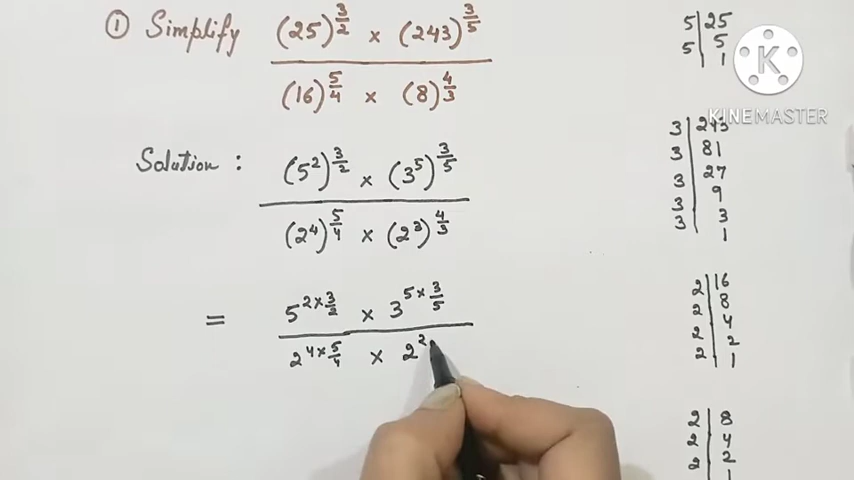 ① Simplify (25)^{3/2} × (243)^{3/5}
(16)^{5/4} × (8)^{4/3}
Solution : (5²)^{3/2} × (3⁵)^{3/5}
(2⁴)^{5/4} × (2³)^{4/3}
= 5^{2×3/2} × 3^{5×3/5}
2^{4×5/4} × 2²
5 | 25
5 | 5
1
K
KINEMASTER
3 | 243
3 | 81
3 | 27
3 | 9
3 | 3
1
2 | 16
2 | 8
2 | 4
2 | 2
1
2 | 8
2 | 4
2 | 2
1